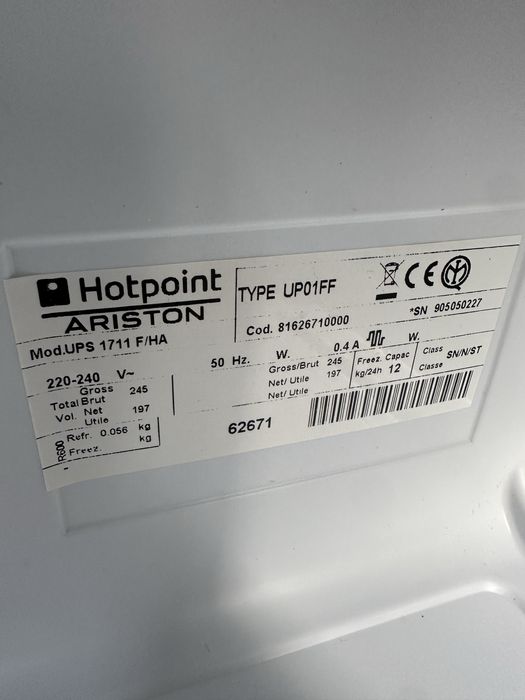 Hotpoint
ARISTON
Mod.UPS 1711 F/HA
TYPE UP01FF
CE
Cod. 81626710000
*SN 905050227
220-240 V~
50 Hz.
W.
0.4 A
W.
Gross 245
Total Brut
Vol. Net 197
Utile
Gross/Brut 245
Net/Utile 197
Net/Utile
Freez. Capac
kg/24h 12
Class SN/N/ST
Classe
R600
Refr. 0.056 kg
Freez. kg
62671